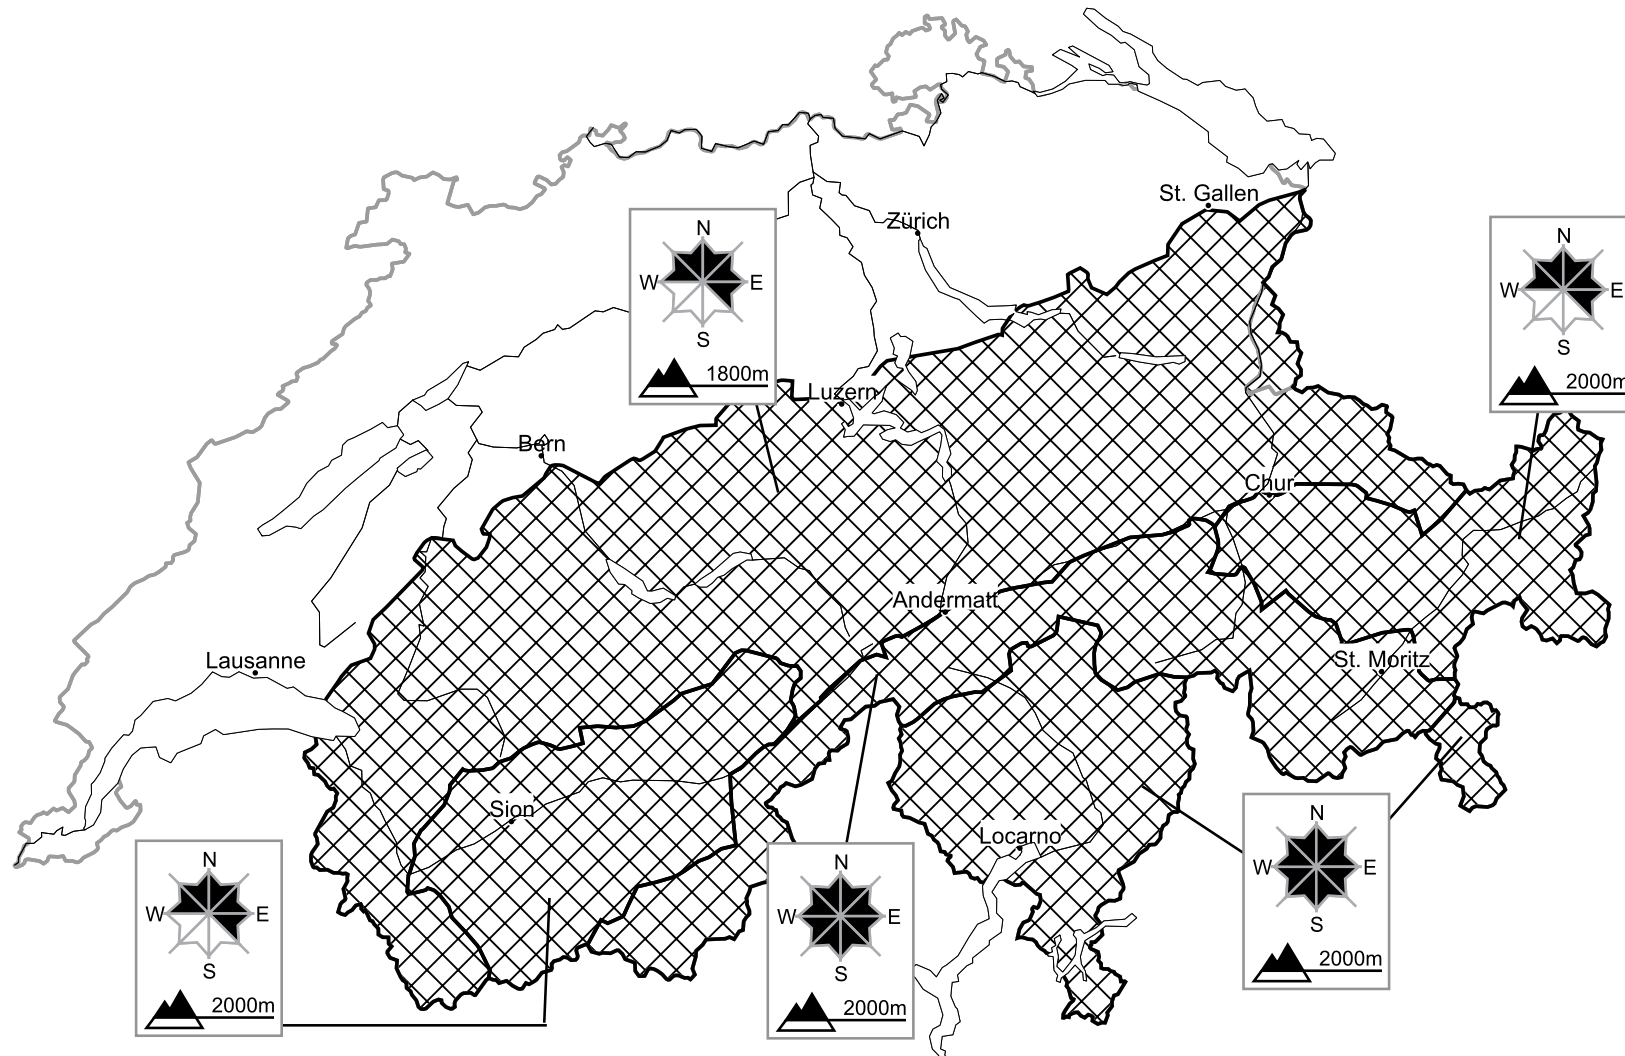 St. Gallen
Zürich
N
W E
S
1800m
N
W E
S
2000m
Luzern
Bern
Chur
Andermatt
Lausanne
St. Moritz
Sion
Locarno
N
W E
S
2000m
N
W E
S
2000m
N
W E
S
2000m